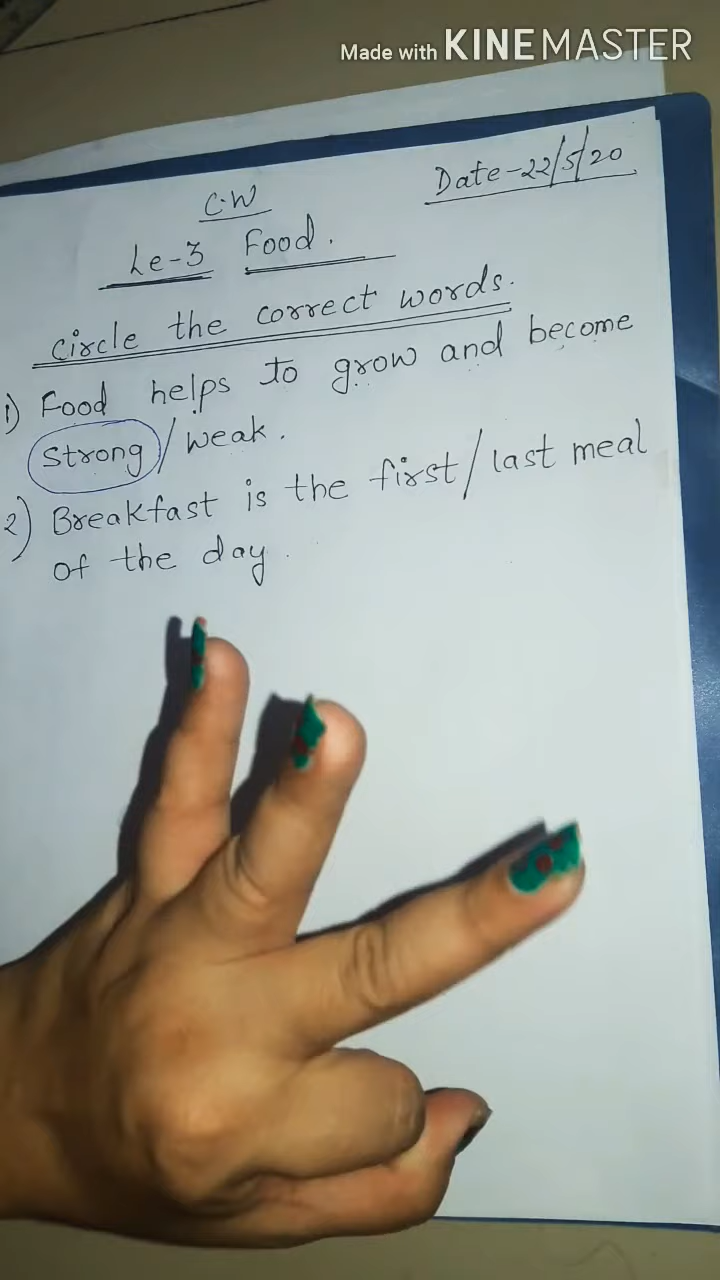 Made with KINEMASTER
C.W
Date-22/5/20
Le-3 Food.
circle the correct words.
1) Food helps to grow and become
Strong/weak.
2) Breakfast is the first/last meal
of the day.